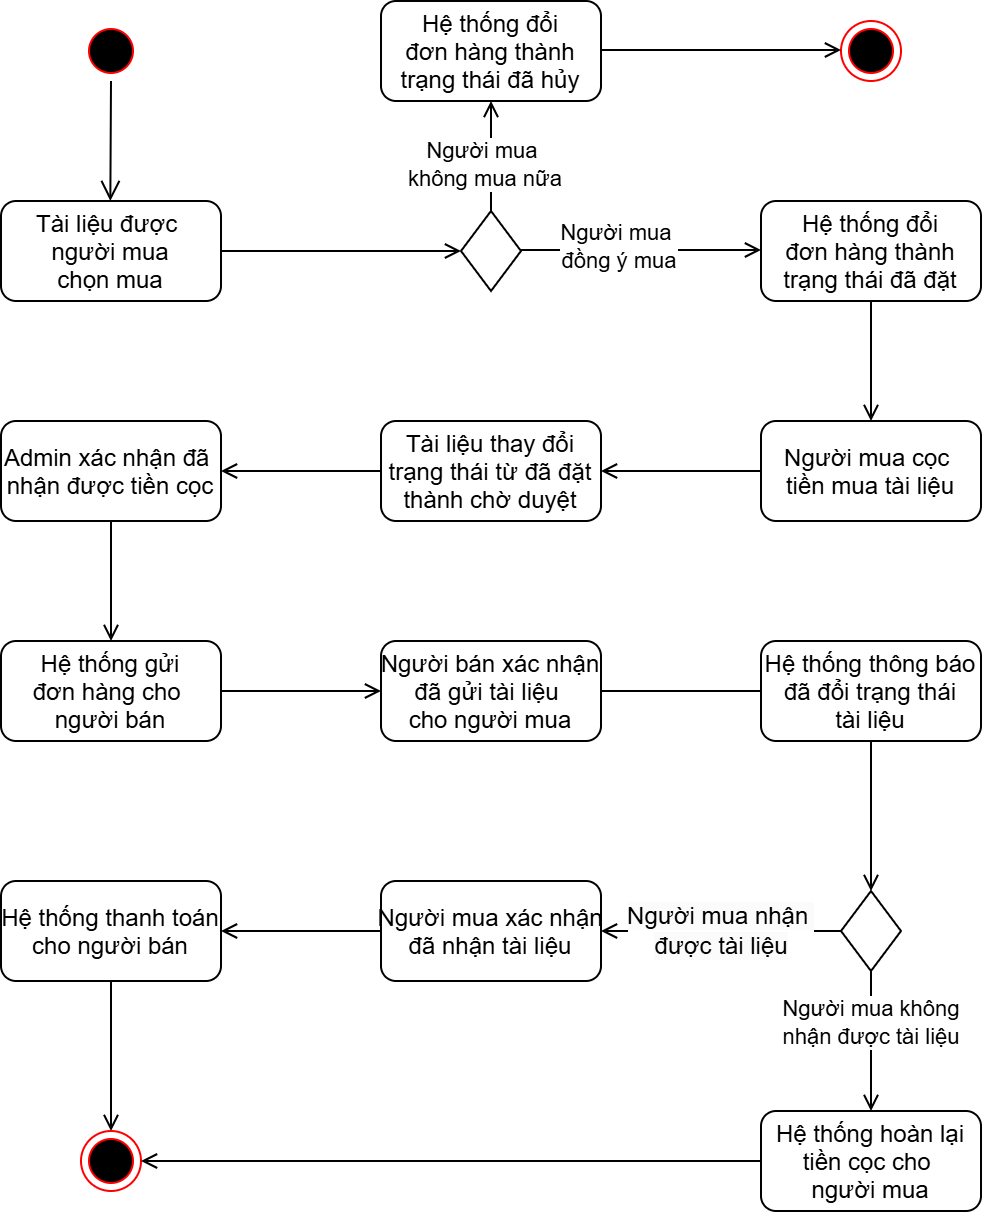 Hệ thống đổi
đơn hàng thành
trạng thái đã hủy
Người mua
không mua nữa
Tài liệu được
người mua
chọn mua
Người mua
đồng ý mua
Hệ thống đổi
đơn hàng thành
trạng thái đã đặt
Admin xác nhận đã
nhận được tiền cọc
Tài liệu thay đổi
trạng thái từ đã đặt
thành chờ duyệt
Người mua cọc
tiền mua tài liệu
Hệ thống gửi
đơn hàng cho
người bán
Người bán xác nhận
đã gửi tài liệu
cho người mua
Hệ thống thông báo
đã đổi trạng thái
tài liệu
Hệ thống thanh toán
cho người bán
Người mua xác nhận
đã nhận tài liệu
Người mua nhận
được tài liệu
Người mua không
nhận được tài liệu
Hệ thống hoàn lại
tiền cọc cho
người mua